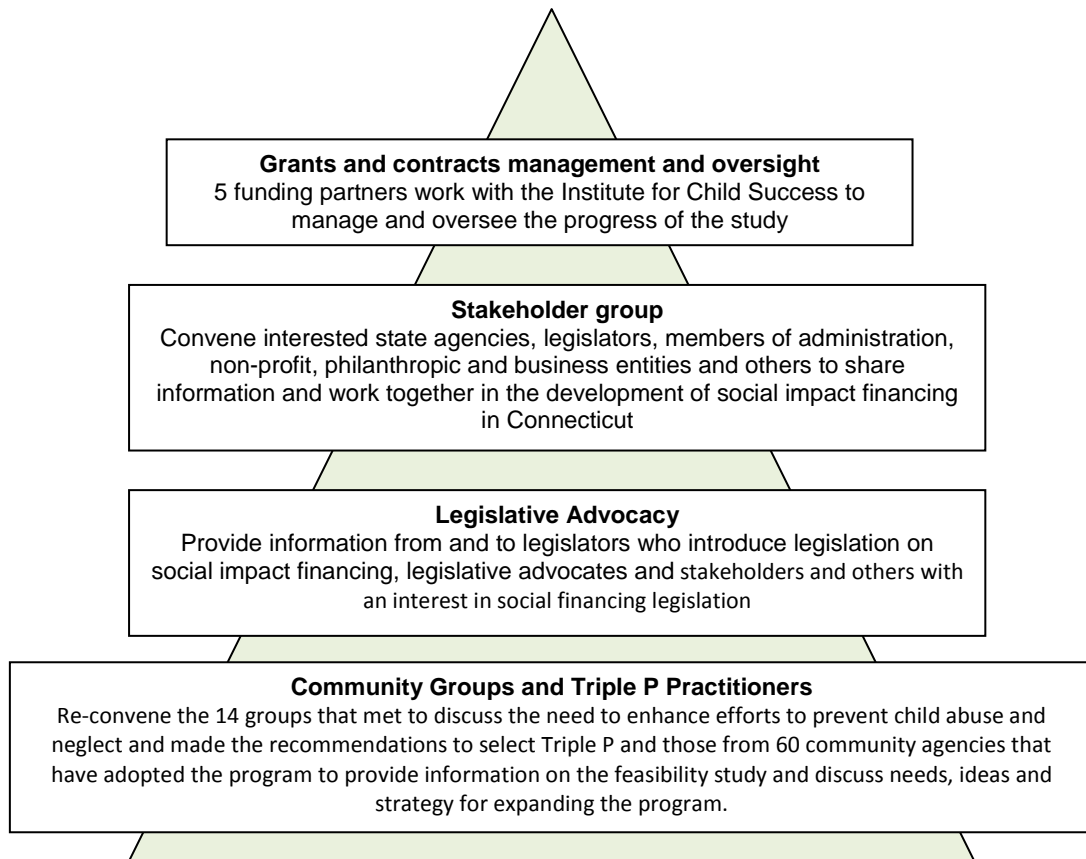 Grants and contracts management and oversight
5 funding partners work with the Institute for Child Success to
manage and oversee the progress of the study
Stakeholder group
Convene interested state agencies, legislators, members of administration,
non-profit, philanthropic and business entities and others to share
information and work together in the development of social impact financing
in Connecticut
Legislative Advocacy
Provide information from and to legislators who introduce legislation on
social impact financing, legislative advocates and stakeholders and others with
an interest in social financing legislation
Community Groups and Triple P Practitioners
Re-convene the 14 groups that met to discuss the need to enhance efforts to prevent child abuse and
neglect and made the recommendations to select Triple P and those from 60 community agencies that
have adopted the program to provide information on the feasibility study and discuss needs, ideas and
strategy for expanding the program.